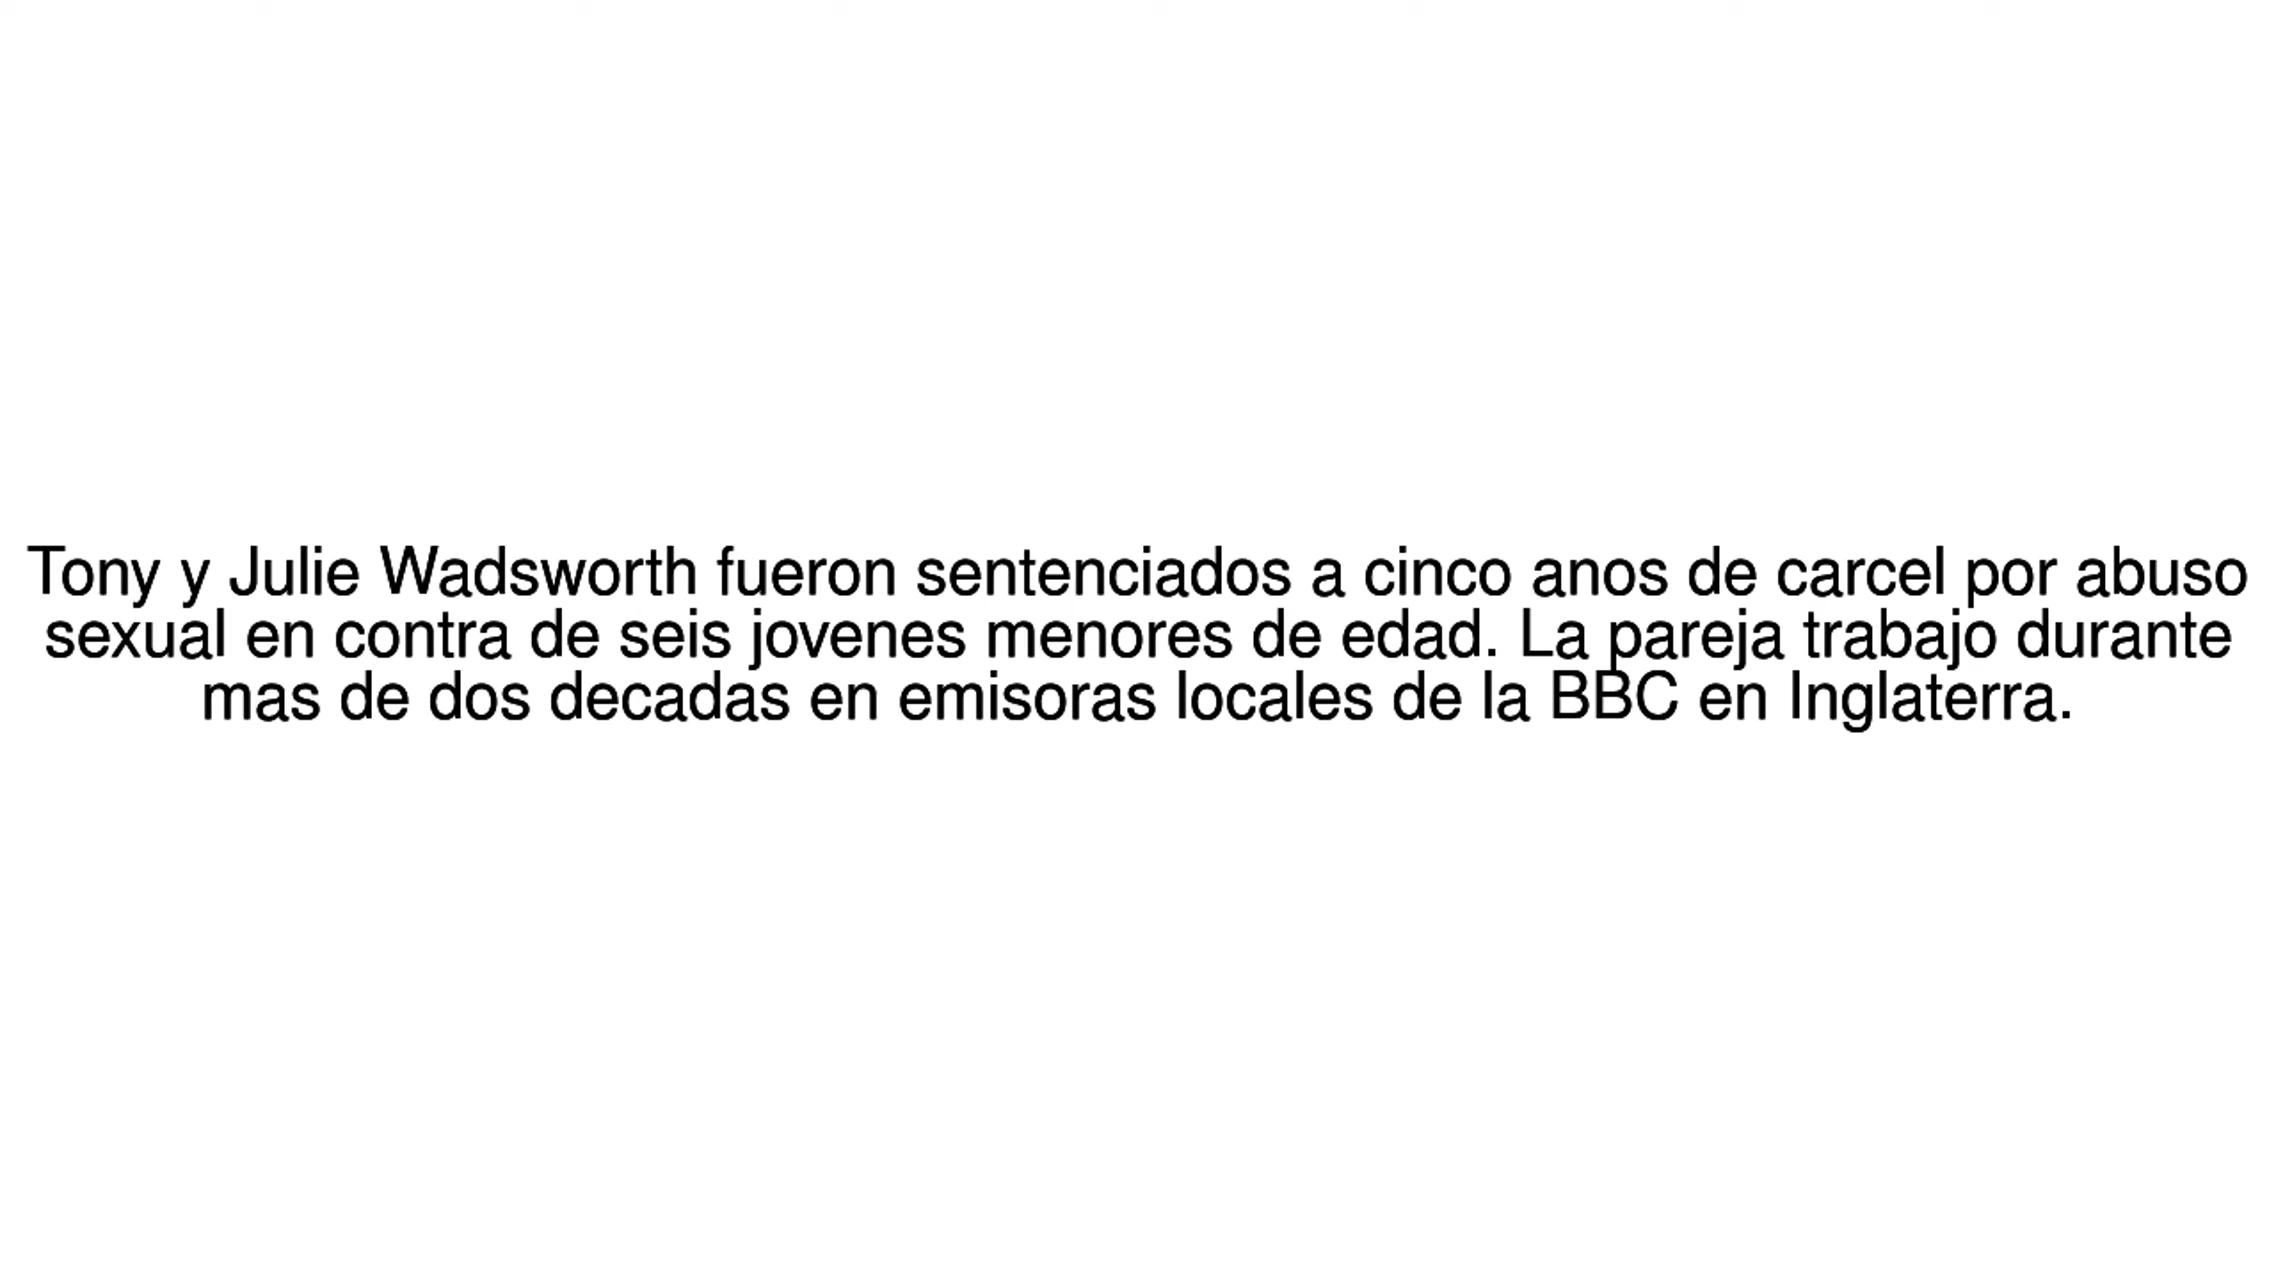 Tony y Julie Wadsworth fueron sentenciados a cinco anos de carcel por abuso
sexual en contra de seis jovenes menores de edad. La pareja trabajo durante
mas de dos decadas en emisoras locales de la BBC en Inglaterra.